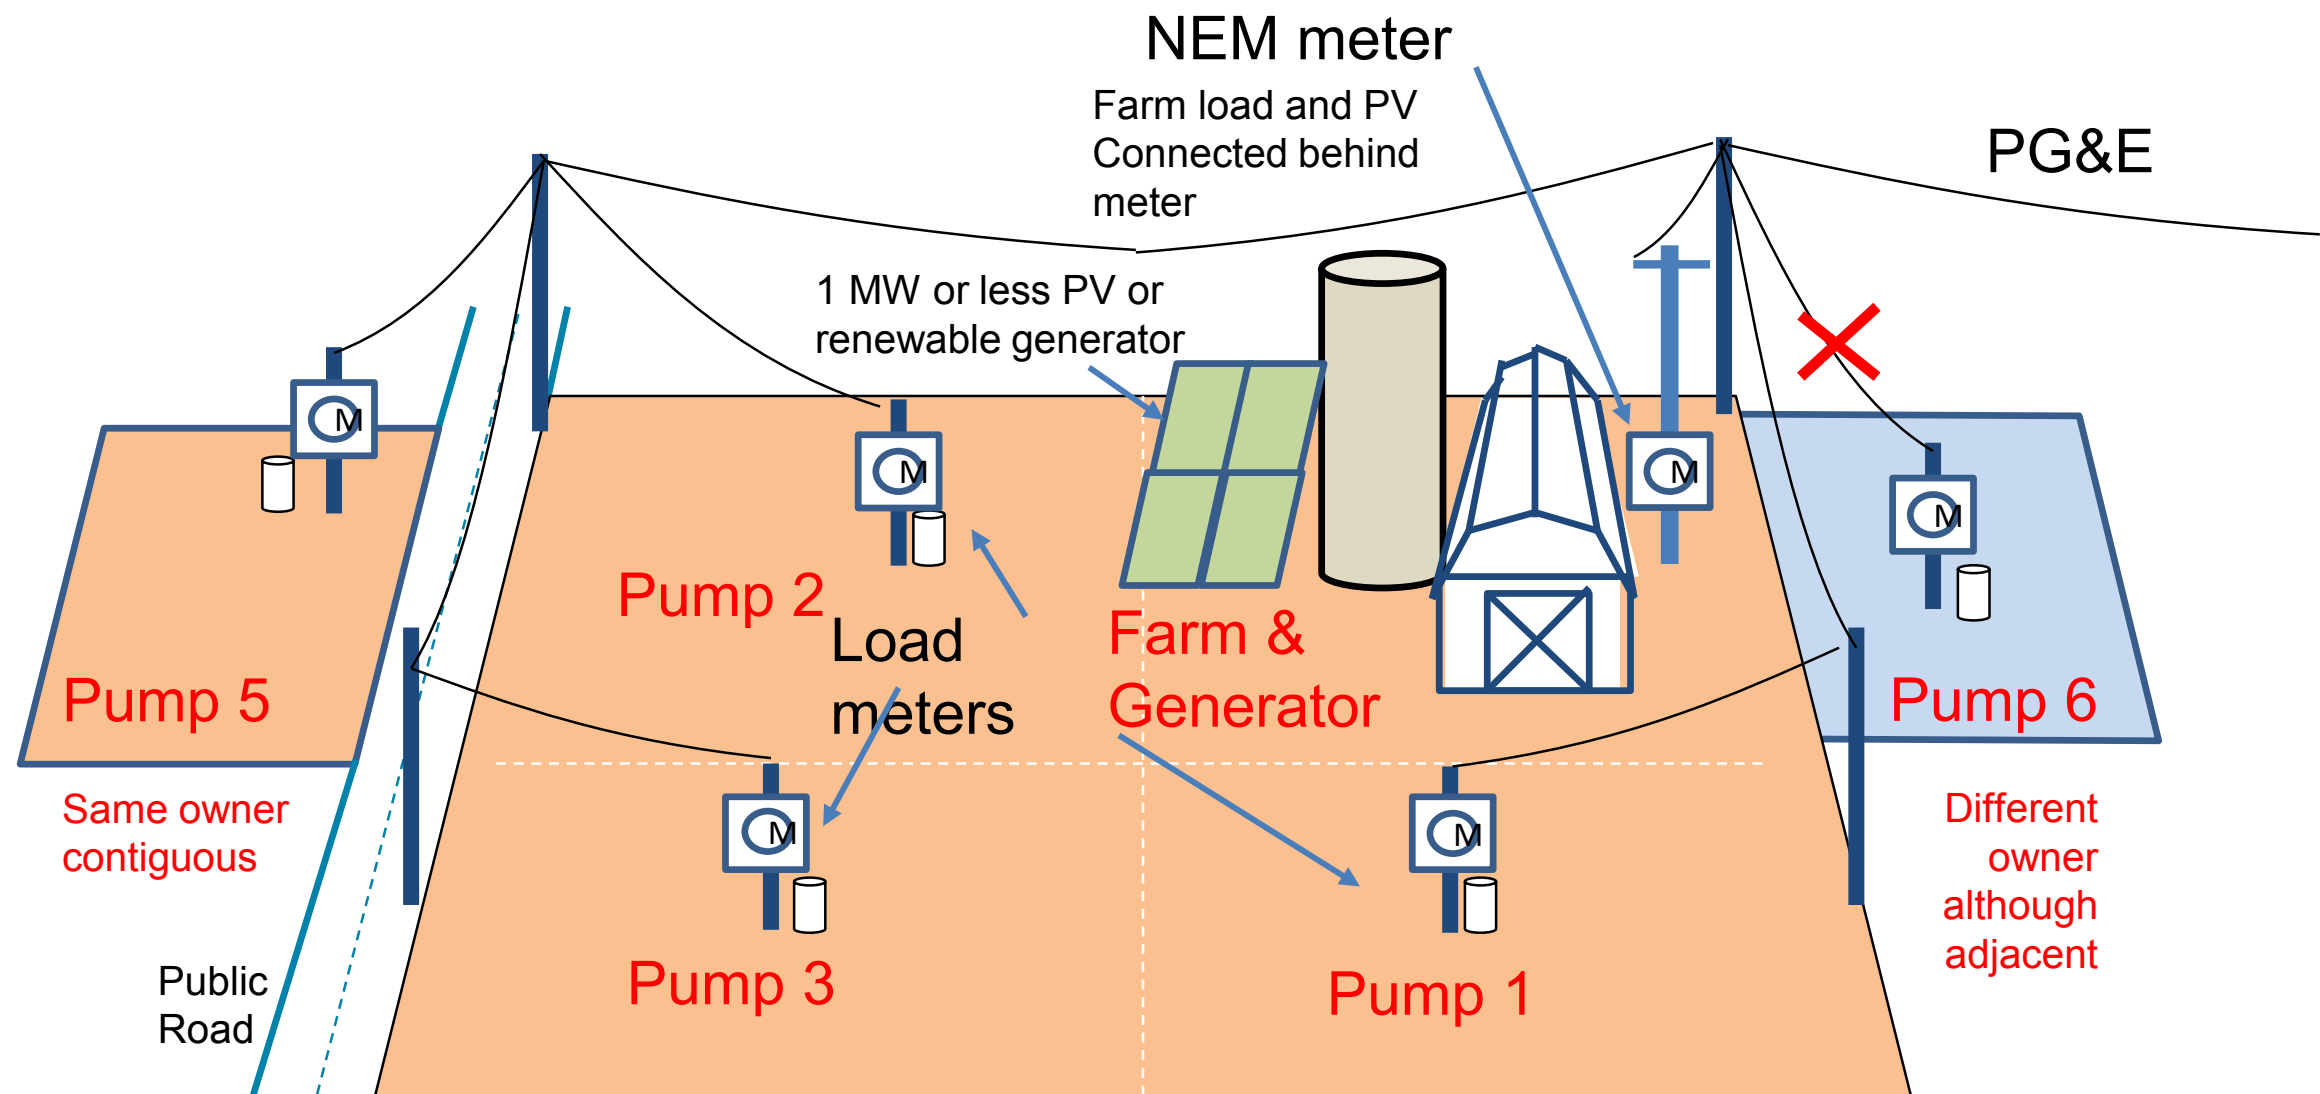 NEM meter
Farm load and PV
Connected behind
meter
PG&E
1 MW or less PV or
renewable generator
M
M
M
M
Pump 2
Load
meters
Farm &
Generator
Pump 5
Pump 6
Same owner
contiguous
M
M
Different
owner
although
adjacent
Public
Road
Pump 3
Pump 1